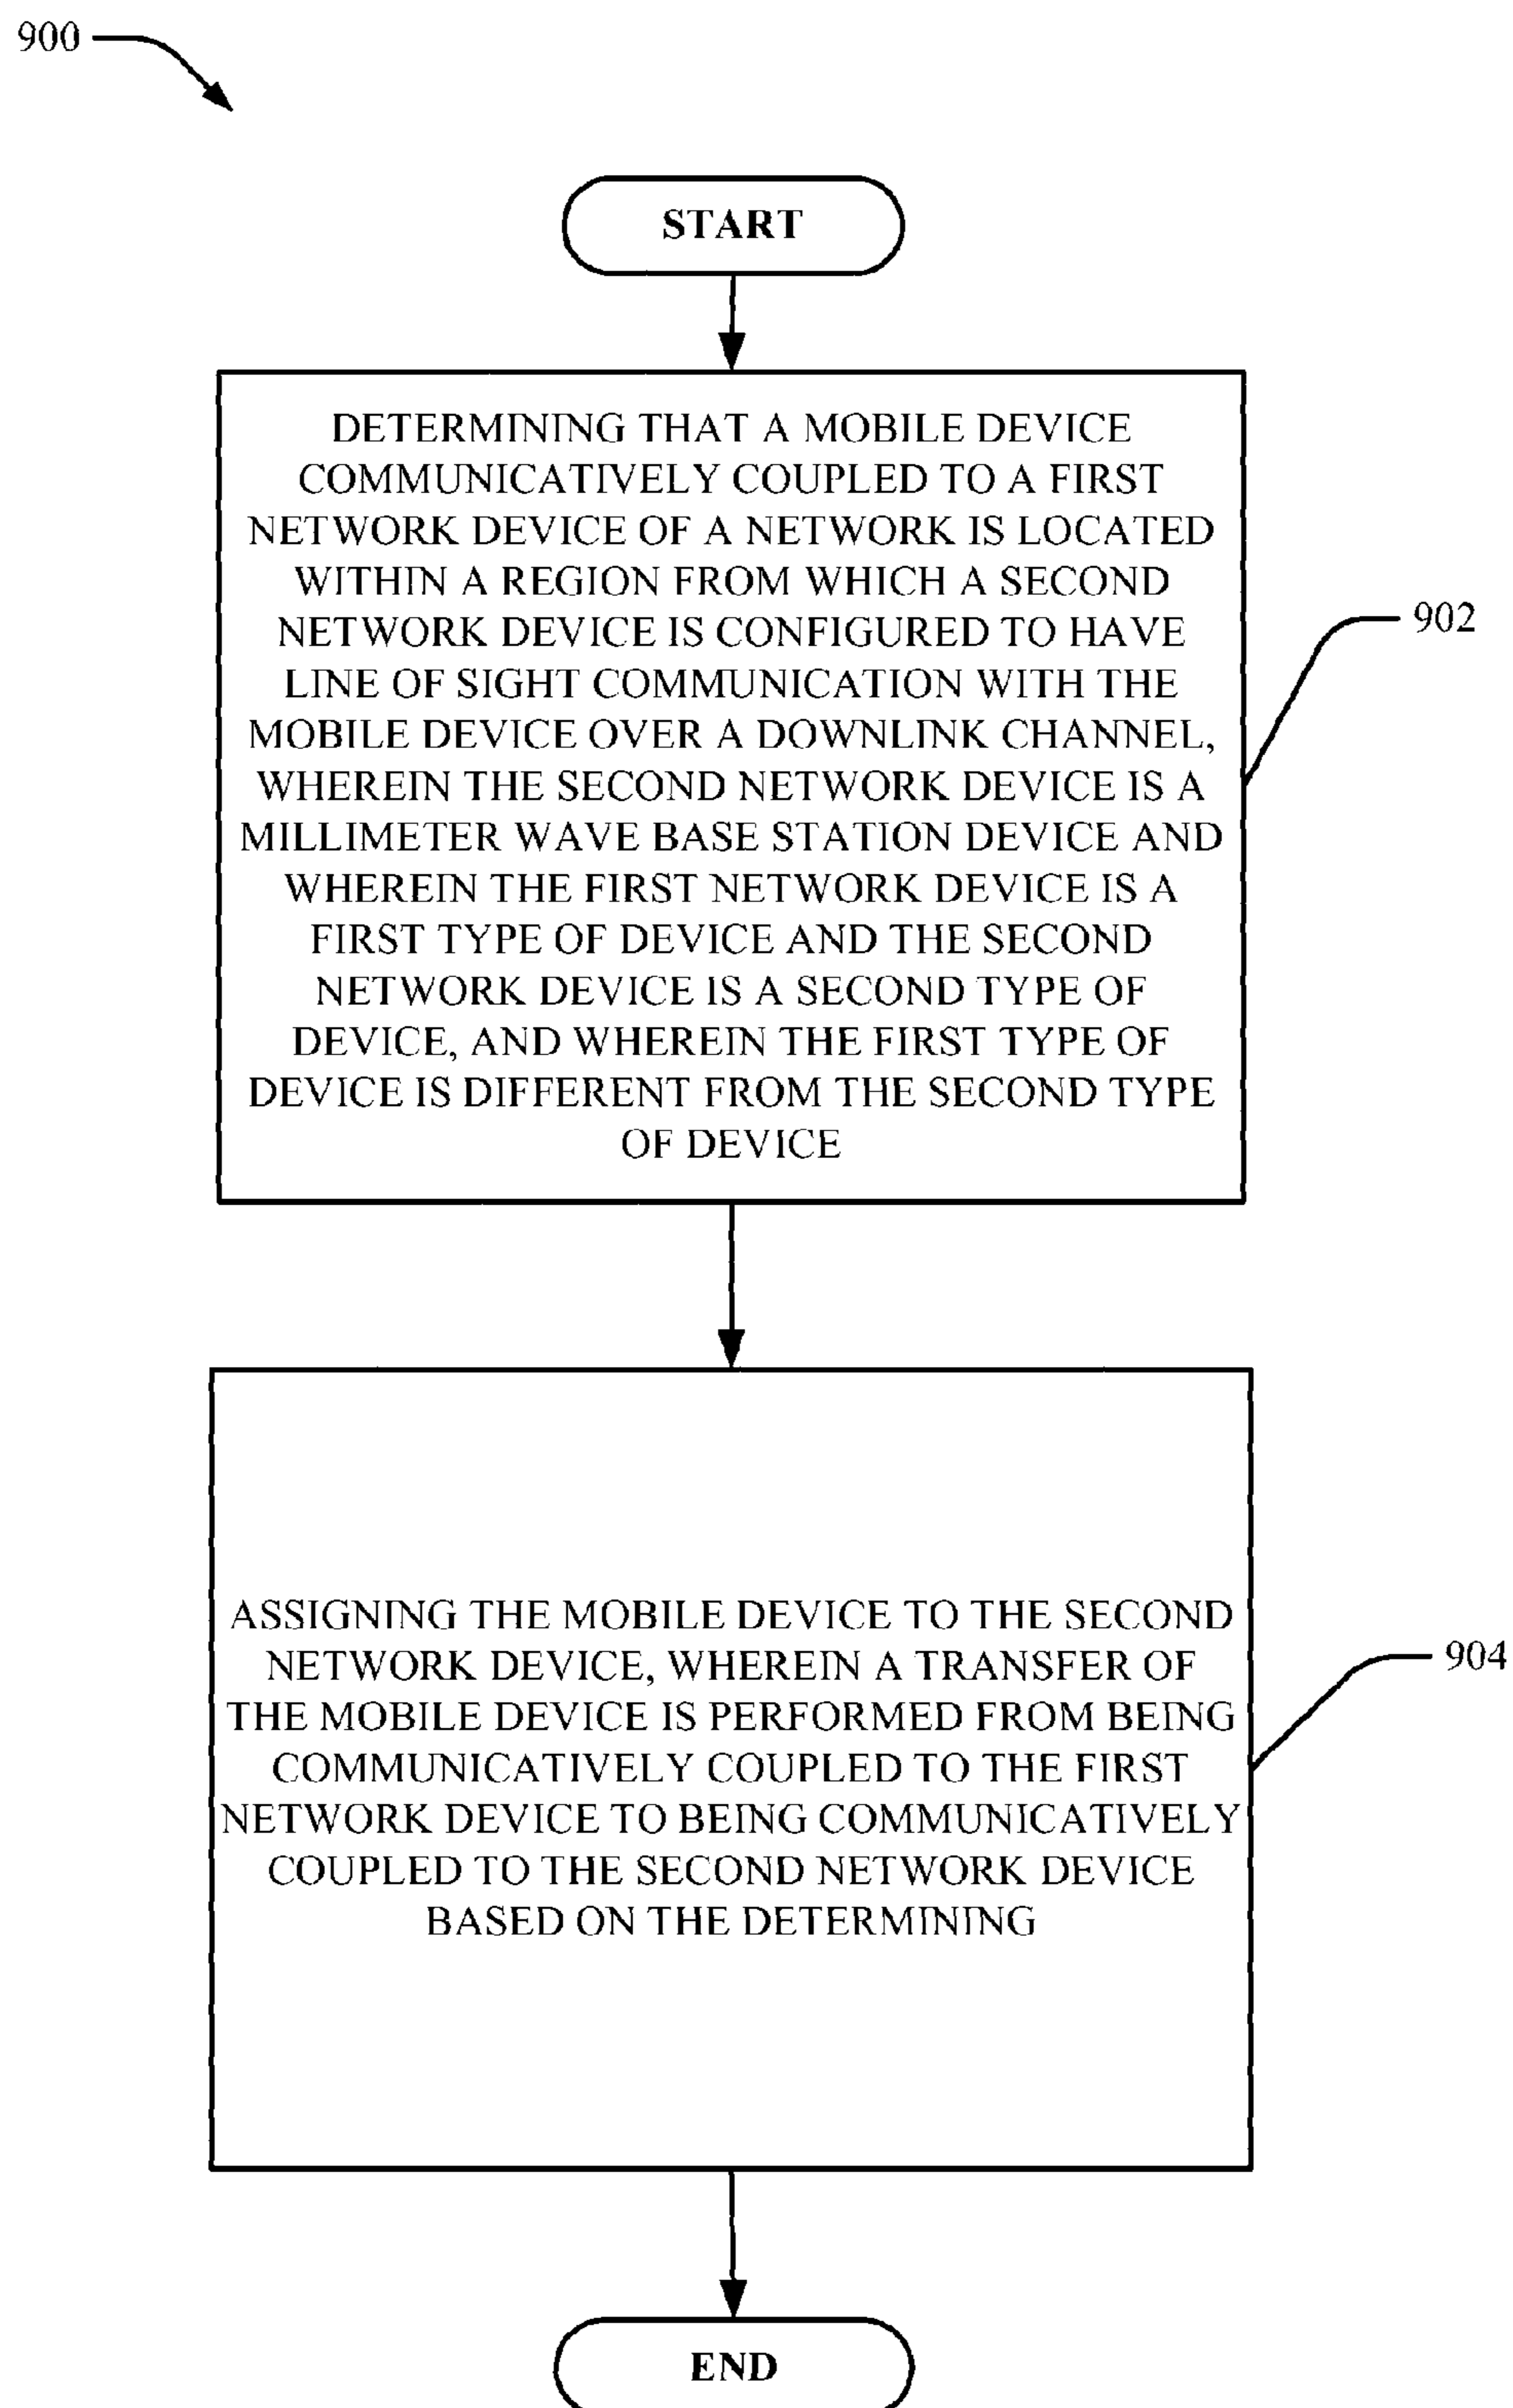 900
START
DETERMINING THAT A MOBILE DEVICE
COMMUNICATIVELY COUPLED TO A FIRST
NETWORK DEVICE OF A NETWORK IS LOCATED
WITHIN A REGION FROM WHICH A SECOND
NETWORK DEVICE IS CONFIGURED TO HAVE
LINE OF SIGHT COMMUNICATION WITH THE
MOBILE DEVICE OVER A DOWNLINK CHANNEL,
WHEREIN THE SECOND NETWORK DEVICE IS A
MILLIMETER WAVE BASE STATION DEVICE AND
WHEREIN THE FIRST NETWORK DEVICE IS A
FIRST TYPE OF DEVICE AND THE SECOND
NETWORK DEVICE IS A SECOND TYPE OF
DEVICE, AND WHEREIN THE FIRST TYPE OF
DEVICE IS DIFFERENT FROM THE SECOND TYPE
OF DEVICE
902
ASSIGNING THE MOBILE DEVICE TO THE SECOND
NETWORK DEVICE, WHEREIN A TRANSFER OF
THE MOBILE DEVICE IS PERFORMED FROM BEING
COMMUNICATIVELY COUPLED TO THE FIRST
NETWORK DEVICE TO BEING COMMUNICATIVELY
COUPLED TO THE SECOND NETWORK DEVICE
BASED ON THE DETERMINING
904
END